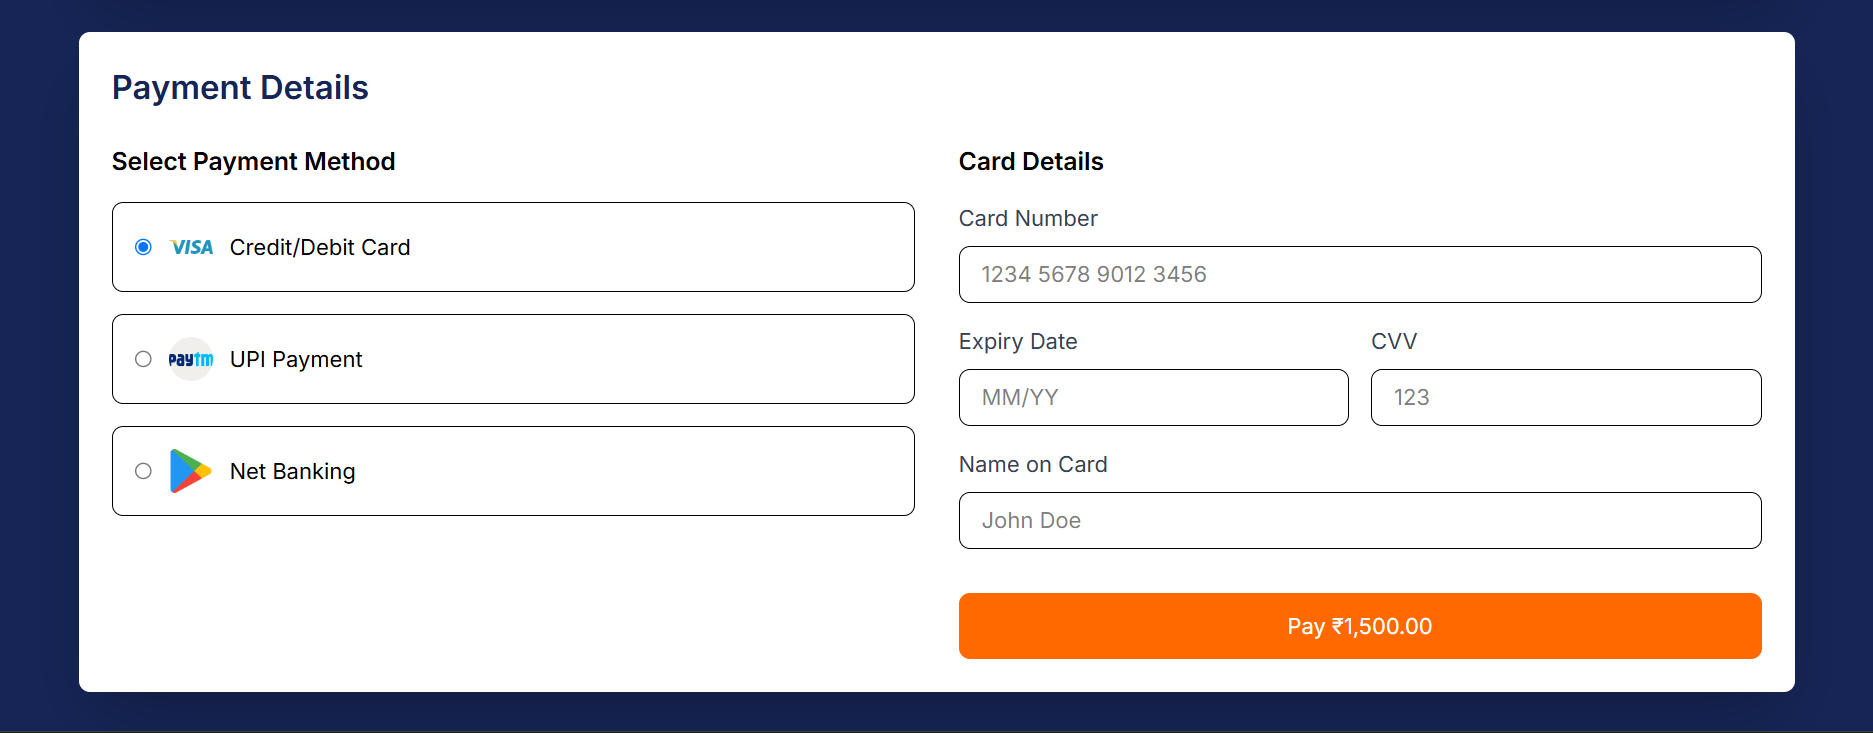 Payment Details
Select Payment Method
VISA Credit/Debit Card
paytm UPI Payment
Net Banking
Card Details
Card Number
1234 5678 9012 3456
Expiry Date CVV
MM/YY 123
Name on Card
John Doe
Pay ₹1,500.00